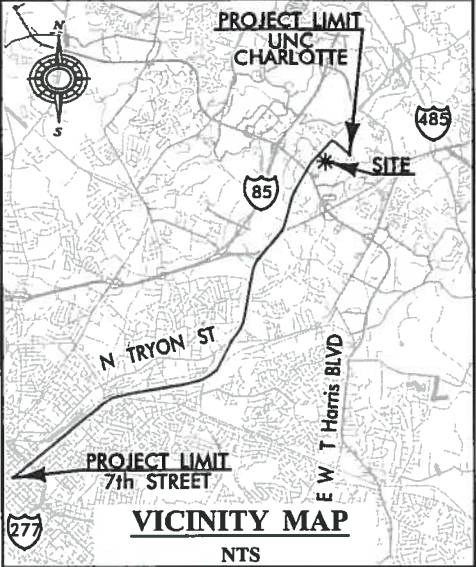 PROJECT LIMIT
UNC
CHARLOTTE
N
S
485
SITE
85
N TRYON ST
E W T Harris BLVD
PROJECT LIMIT
7th STREET
277
VICINITY MAP
NTS